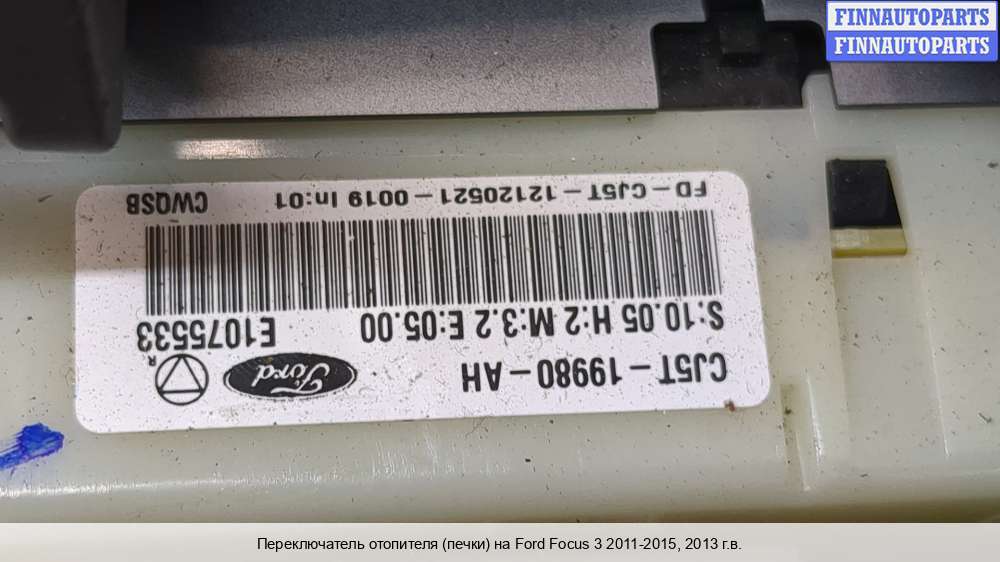 FINNAUTOPARTS
FINNAUTOPARTS
CJ5T-19980-AH
Ford
R
S:10.05 H:2 M:3.2 E:05.00
E1075533
FD-CJ5T-12120521-0019 In:01
CWQSB
Переключатель отопителя (печки) на Ford Focus 3 2011-2015, 2013 г.в.